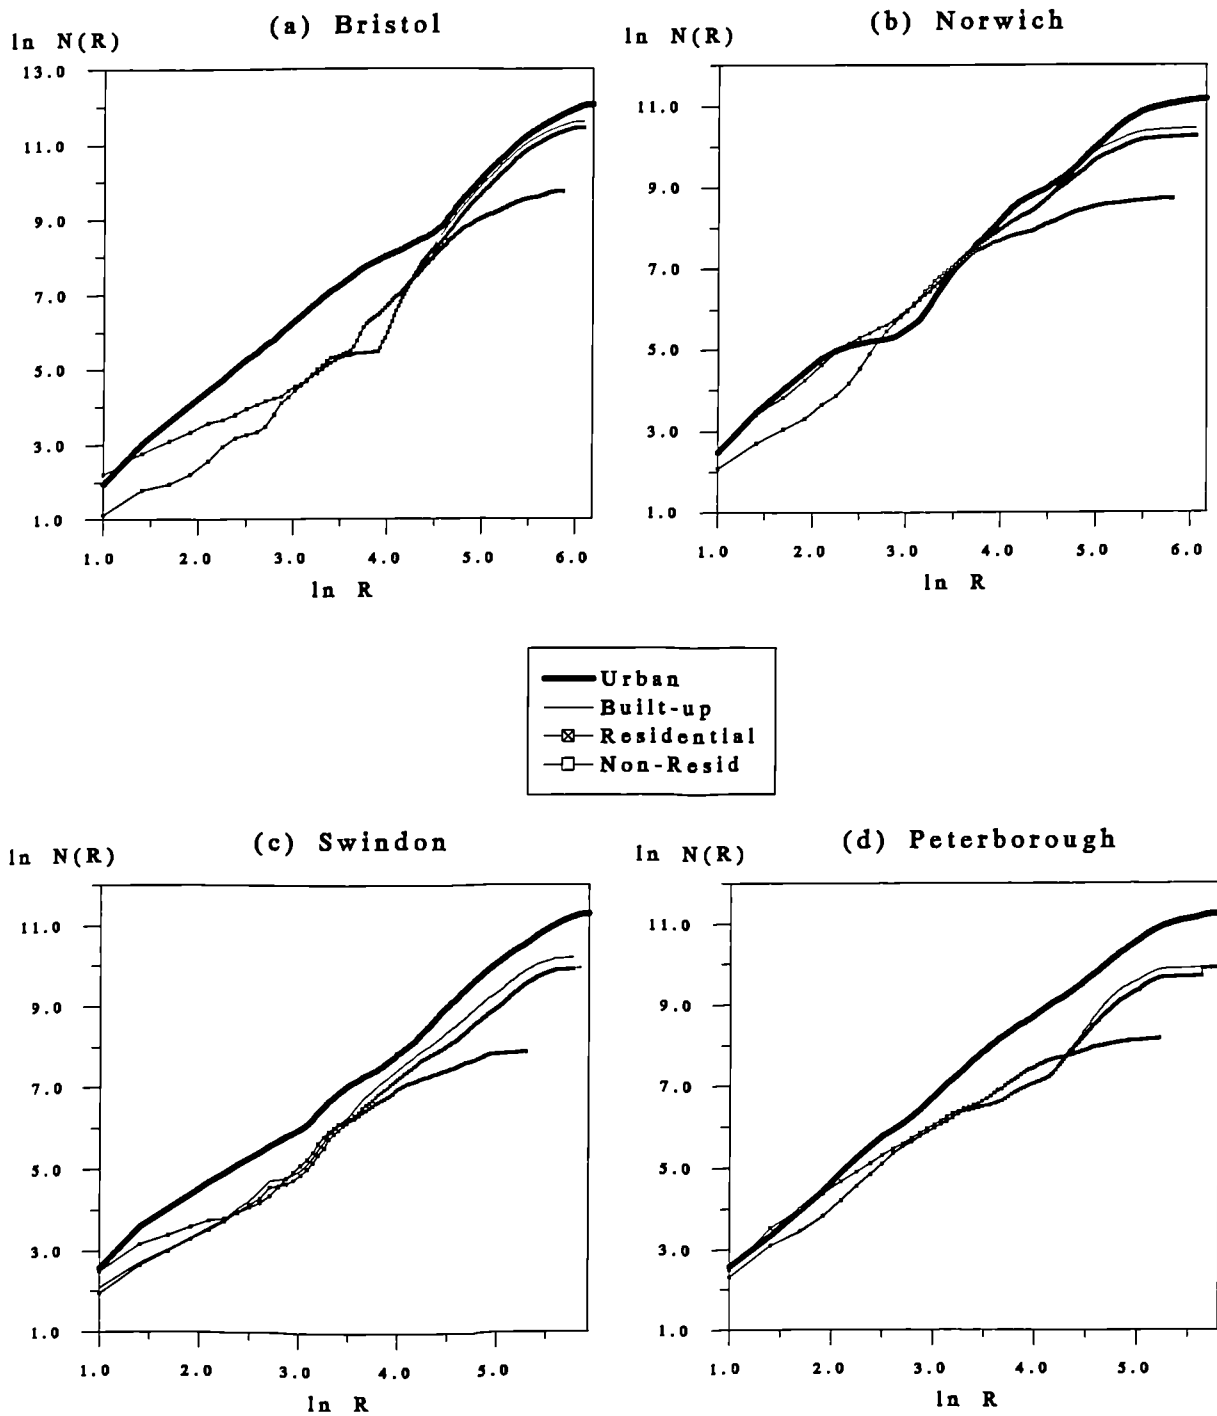 (a) Bristol
ln N(R)
13.0
11.0
9.0
7.0
5.0
3.0
1.0
1.0 2.0 3.0 4.0 5.0 6.0
ln R
(b) Norwich
ln N(R)
11.0
9.0
7.0
5.0
3.0
1.0
1.0 2.0 3.0 4.0 5.0 6.0
ln R
Urban
Built-up
Residential
Non-Resid
(c) Swindon
ln N(R)
11.0
9.0
7.0
5.0
3.0
1.0
1.0 2.0 3.0 4.0 5.0
ln R
(d) Peterborough
ln N(R)
11.0
9.0
7.0
5.0
3.0
1.0
1.0 2.0 3.0 4.0 5.0
ln R